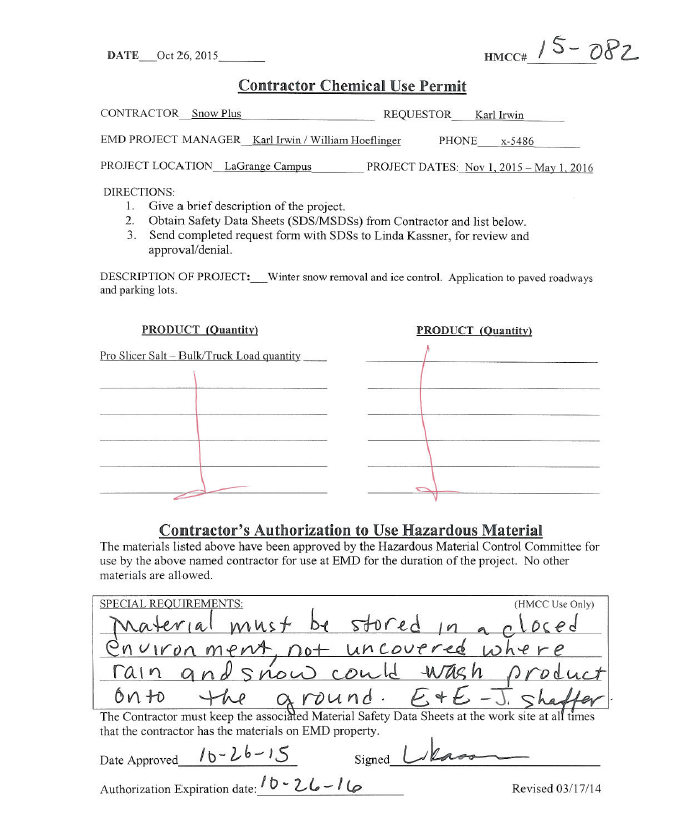 DATE Oct 26, 2015 HMCC# 15-082
Contractor Chemical Use Permit
CONTRACTOR Snow Plus REQUESTOR Karl Irwin
EMD PROJECT MANAGER Karl Irwin / William Hoeflinger PHONE x-5486
PROJECT LOCATION LaGrange Campus PROJECT DATES: Nov 1, 2015 – May 1, 2016
DIRECTIONS:
1. Give a brief description of the project.
2. Obtain Safety Data Sheets (SDS/MSDSs) from Contractor and list below.
3. Send completed request form with SDSs to Linda Kassner, for review and
approval/denial.
DESCRIPTION OF PROJECT: Winter snow removal and ice control. Application to paved roadways
and parking lots.
PRODUCT (Quantity) PRODUCT (Quantity)
Pro Slicer Salt – Bulk/Truck Load quantity
Contractor's Authorization to Use Hazardous Material
The materials listed above have been approved by the Hazardous Material Control Committee for
use by the above named contractor for use at EMD for the duration of the project. No other
materials are allowed.
SPECIAL REQUIREMENTS: (HMCC Use Only)
Material must be stored in a closed
environment, not uncovered where
rain and snow could wash product
onto the ground. E+E - J. Shaffer
The Contractor must keep the associated Material Safety Data Sheets at the work site at all times
that the contractor has the materials on EMD property.
Date Approved 10-26-15 Signed
Authorization Expiration date: 10-26-16 Revised 03/17/14